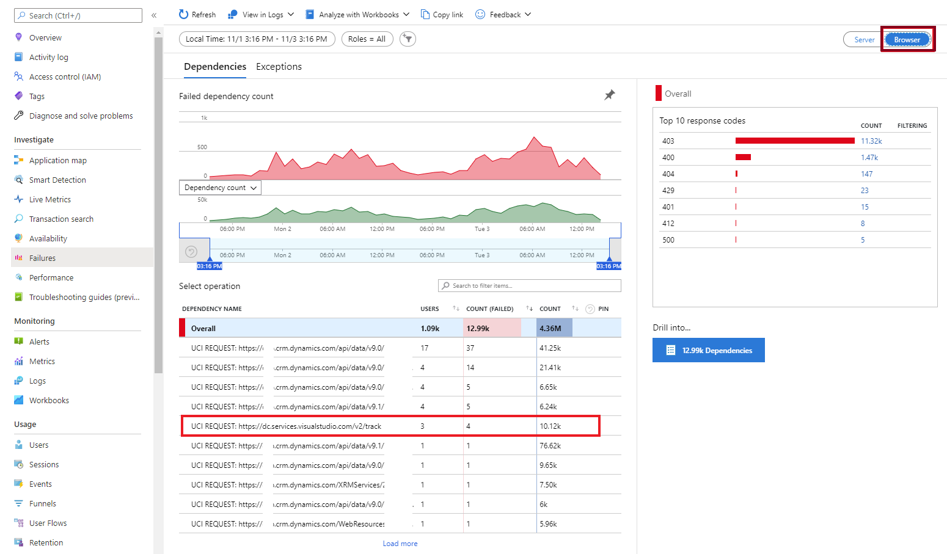 Search (Ctrl+/)
«
Overview
Activity log
Access control (IAM)
Tags
Diagnose and solve problems
Investigate
Application map
Smart Detection
Live Metrics
Transaction search
Availability
Failures
Performance
Troubleshooting guides (previ...
Monitoring
Alerts
Metrics
Logs
Workbooks
Usage
Users
Sessions
Events
Funnels
User Flows
Retention
Refresh View in Logs Analyze with Workbooks Copy link Feedback
Local Time: 11/1 3:16 PM - 11/3 3:16 PM Roles = All
Server Browser
Dependencies Exceptions
Failed dependency count
1k
500
0
Dependency count
50k
0
06:00 PM Mon 2 06:00 AM 12:00 PM 06:00 PM Tue 3 06:00 AM 12:00 PM
06:00 PM Mon 2 06:00 AM 12:00 PM 06:00 PM Tue 3 06:00 AM 12:00 PM
03:16 PM 03:16 PM
Select operation Search to filter items...
DEPENDENCY NAME USERS COUNT (FAILED) COUNT PIN
Overall 1.09k 12.99k 4.36M
UCI REQUEST: https:// .crm.dynamics.com/api/data/v9.0/ 17 37 41.25k
UCI REQUEST: https:// .crm.dynamics.com/api/data/v9.0/ 4 14 21.41k
UCI REQUEST: https:// .crm.dynamics.com/api/data/v9.0/ 4 5 6.65k
UCI REQUEST: https:// .crm.dynamics.com/api/data/v9.1/ 4 5 6.24k
UCI REQUEST: https://dc.services.visualstudio.com/v2/track 3 4 10.12k
UCI REQUEST: https:// .crm.dynamics.com/api/data/v9.1/ 1 1 76.62k
UCI REQUEST: https:// .crm.dynamics.com/api/data/v9.0/ 1 1 9.65k
UCI REQUEST: https:// .crm.dynamics.com/XRMServices/2 1 1 7.50k
UCI REQUEST: https:// .crm.dynamics.com/api/data/v9.0/ 1 1 6k
UCI REQUEST: https:// .crm.dynamics.com/WebResources 1 1 5.96k
Load more
Overall
Top 10 response codes COUNT FILTERING
403 11.32k
400 1.47k
404 147
429 23
401 15
412 8
500 5
Drill into...
12.99k Dependencies